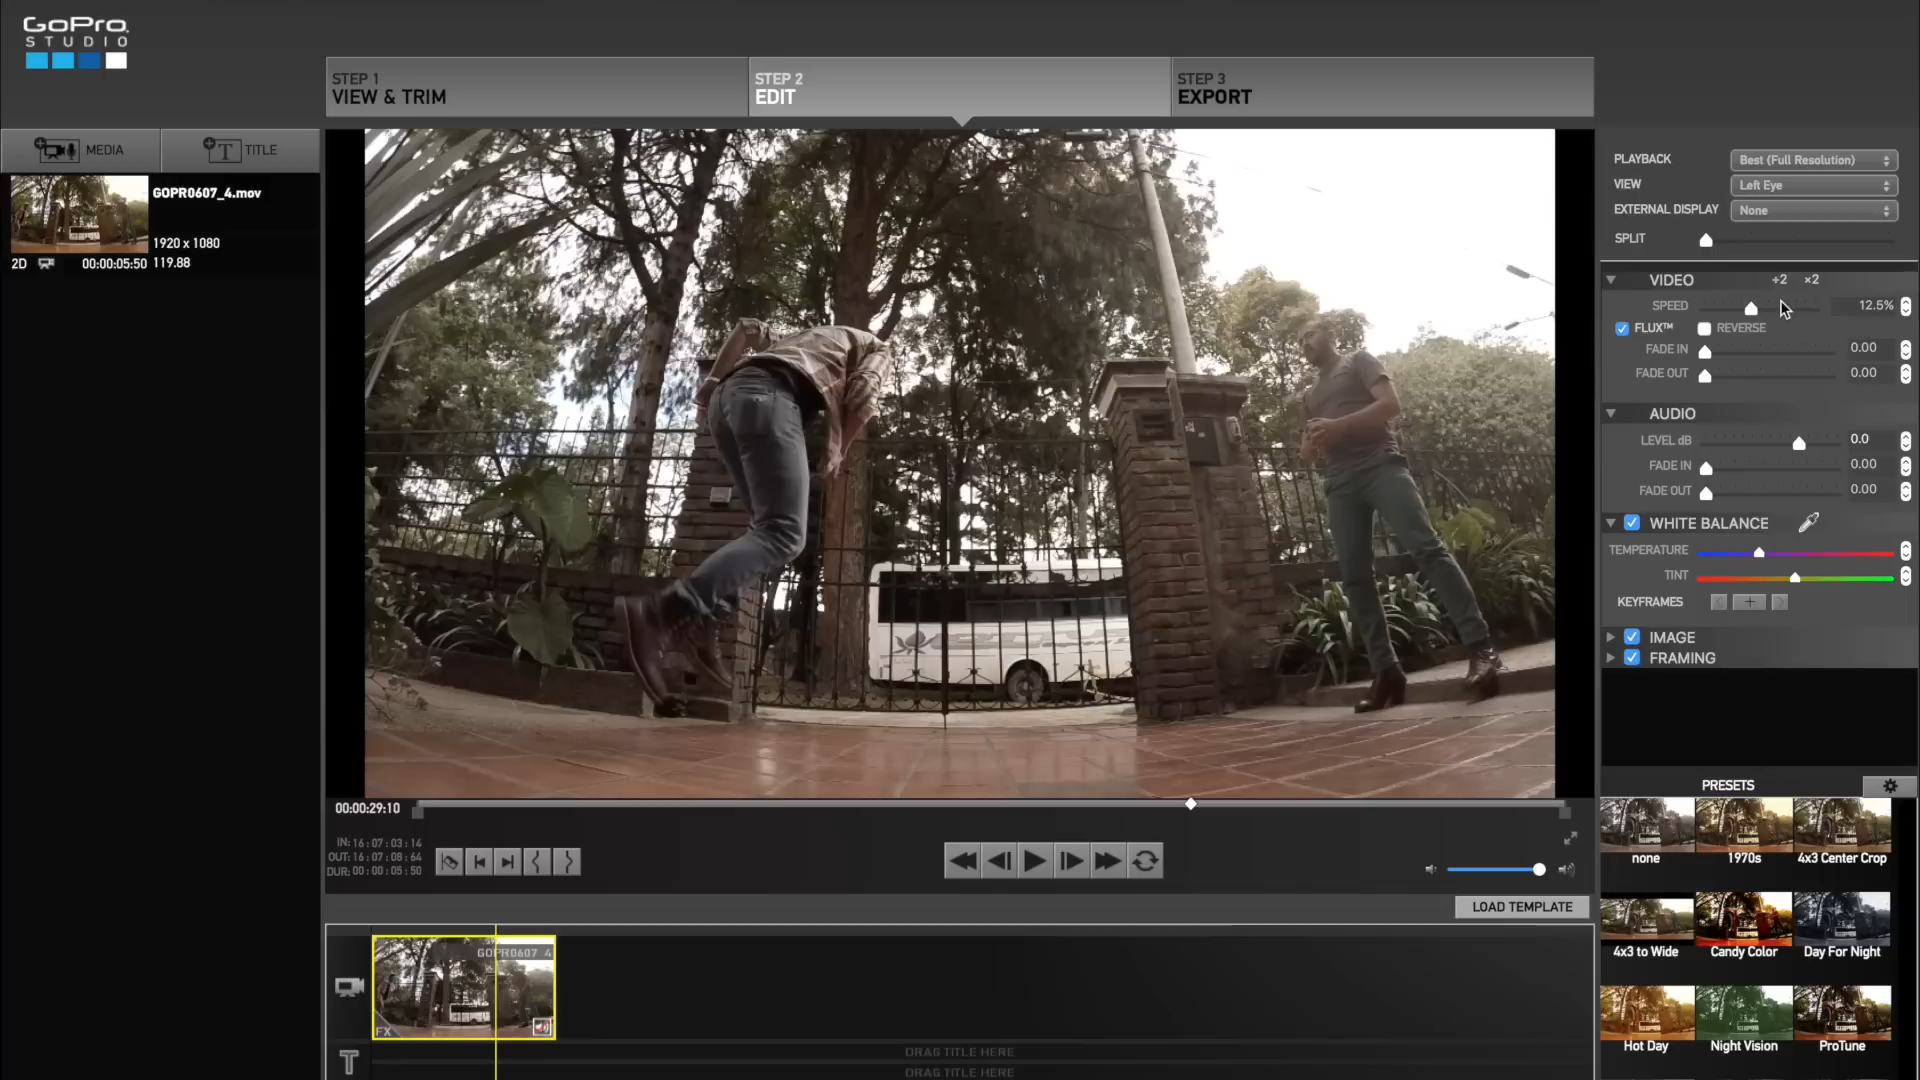 GoPro
STUDIO
STEP 1
VIEW & TRIM
STEP 2
EDIT
STEP 3
EXPORT
MEDIA
TITLE
GOPR0607_4.mov
1920 x 1080
2D 00:00:05:50 119.88
PLAYBACK Best (Full Resolution)
VIEW Left Eye
EXTERNAL DISPLAY None
SPLIT
VIDEO ÷2 ×2
SPEED 12.5%
FLUX™ REVERSE
FADE IN 0.00
FADE OUT 0.00
AUDIO
LEVEL dB 0.0
FADE IN 0.00
FADE OUT 0.00
WHITE BALANCE
TEMPERATURE
TINT
KEYFRAMES
IMAGE
FRAMING
PRESETS
none 1970s 4x3 Center Crop
4x3 to Wide Candy Color Day For Night
Hot Day Night Vision ProTune
00:00:29:10
IN: 16:07:03:14
OUT: 16:07:08:64
DUR: 00:00:05:50
LOAD TEMPLATE
GOPR0607_4
FX
T
DRAG TITLE HERE
DRAG TITLE HERE